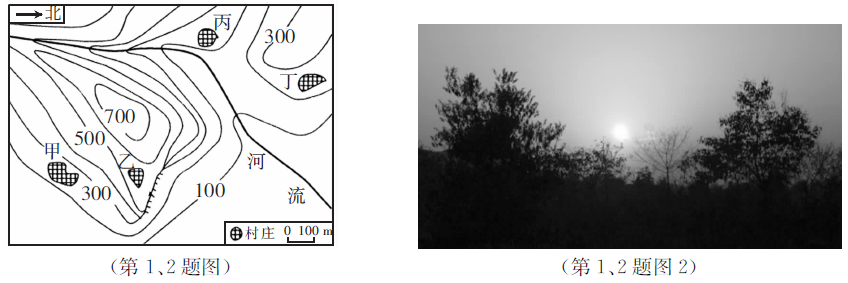 北
丙
300
丁
700
500
甲
乙
河
300
100
流
村庄 0 100 m
(第 1、2 题图)
(第 1、2 题图 2)